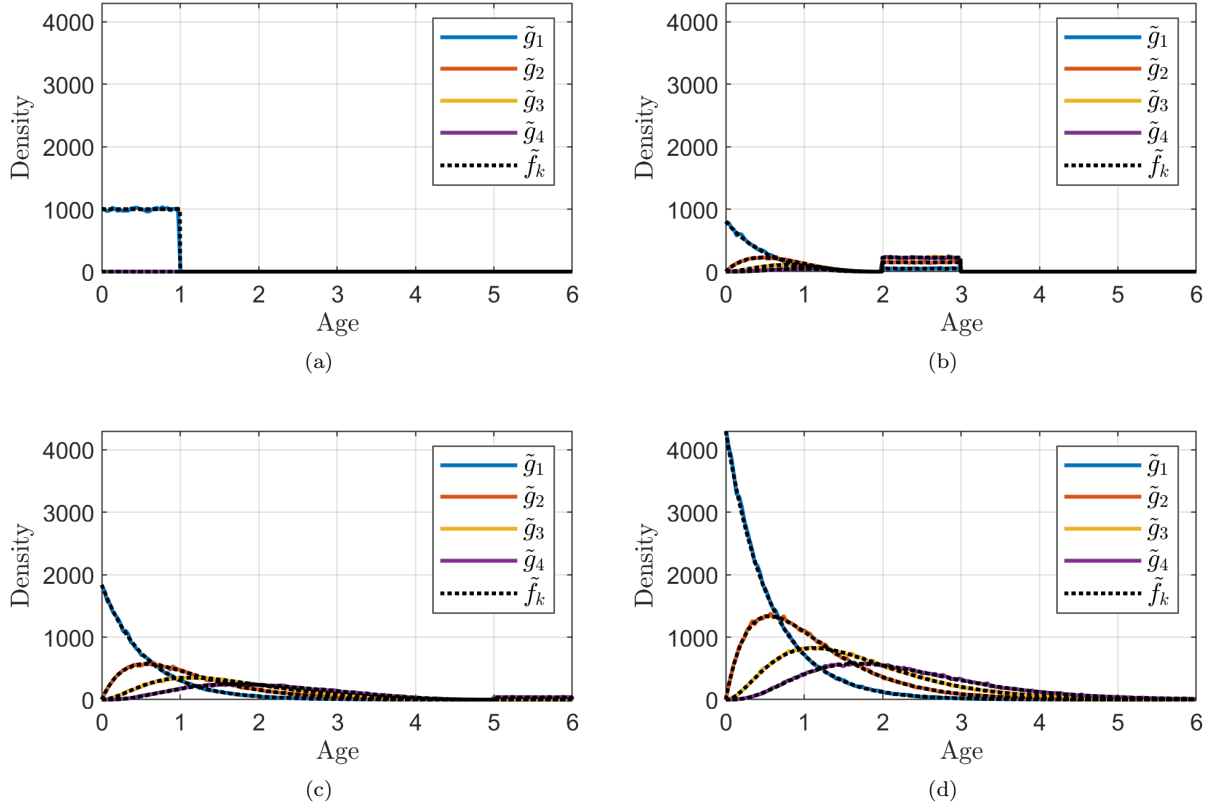 4000
3000
2000
1000
0
Density
0 1 2 3 4 5 6
Age
g̃₁
g̃₂
g̃₃
g̃₄
f̃ₖ
(a)
4000
3000
2000
1000
0
Density
0 1 2 3 4 5 6
Age
g̃₁
g̃₂
g̃₃
g̃₄
f̃ₖ
(b)
4000
3000
2000
1000
0
Density
0 1 2 3 4 5 6
Age
g̃₁
g̃₂
g̃₃
g̃₄
f̃ₖ
(c)
4000
3000
2000
1000
0
Density
0 1 2 3 4 5 6
Age
g̃₁
g̃₂
g̃₃
g̃₄
f̃ₖ
(d)